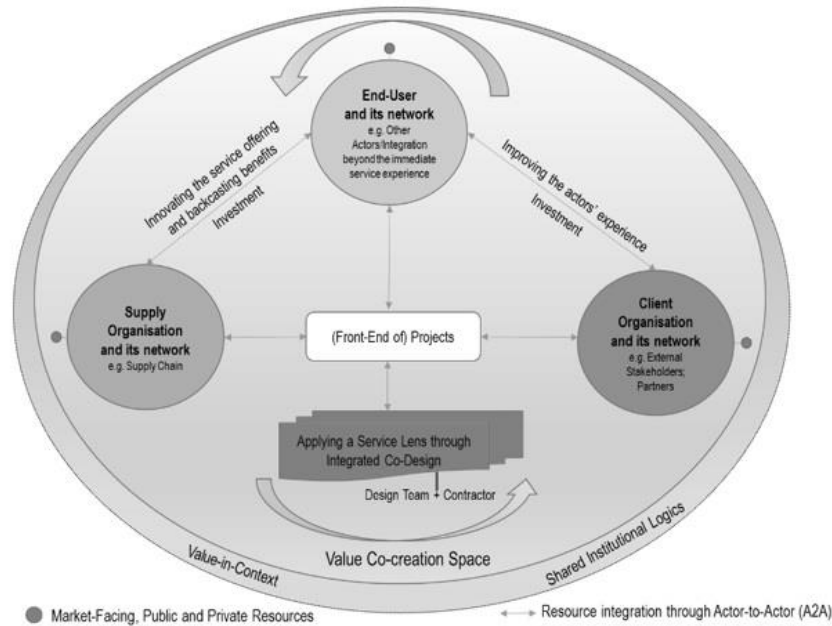 End-User
and its network
e.g. Other
Actors/Integration
beyond the immediate
service experience
Innovating the service offering
and backcasting benefits
Investment
Improving the actors' experience
Investment
Supply
Organisation
and its network
e.g. Supply Chain
(Front-End of) Projects
Client
Organisation
and its network
e.g. External
Stakeholders;
Partners
Applying a Service Lens through
Integrated Co-Design
Design Team + Contractor
Value-in-Context
Value Co-creation Space
Shared Institutional Logics
Market-Facing, Public and Private Resources
Resource integration through Actor-to-Actor (A2A)